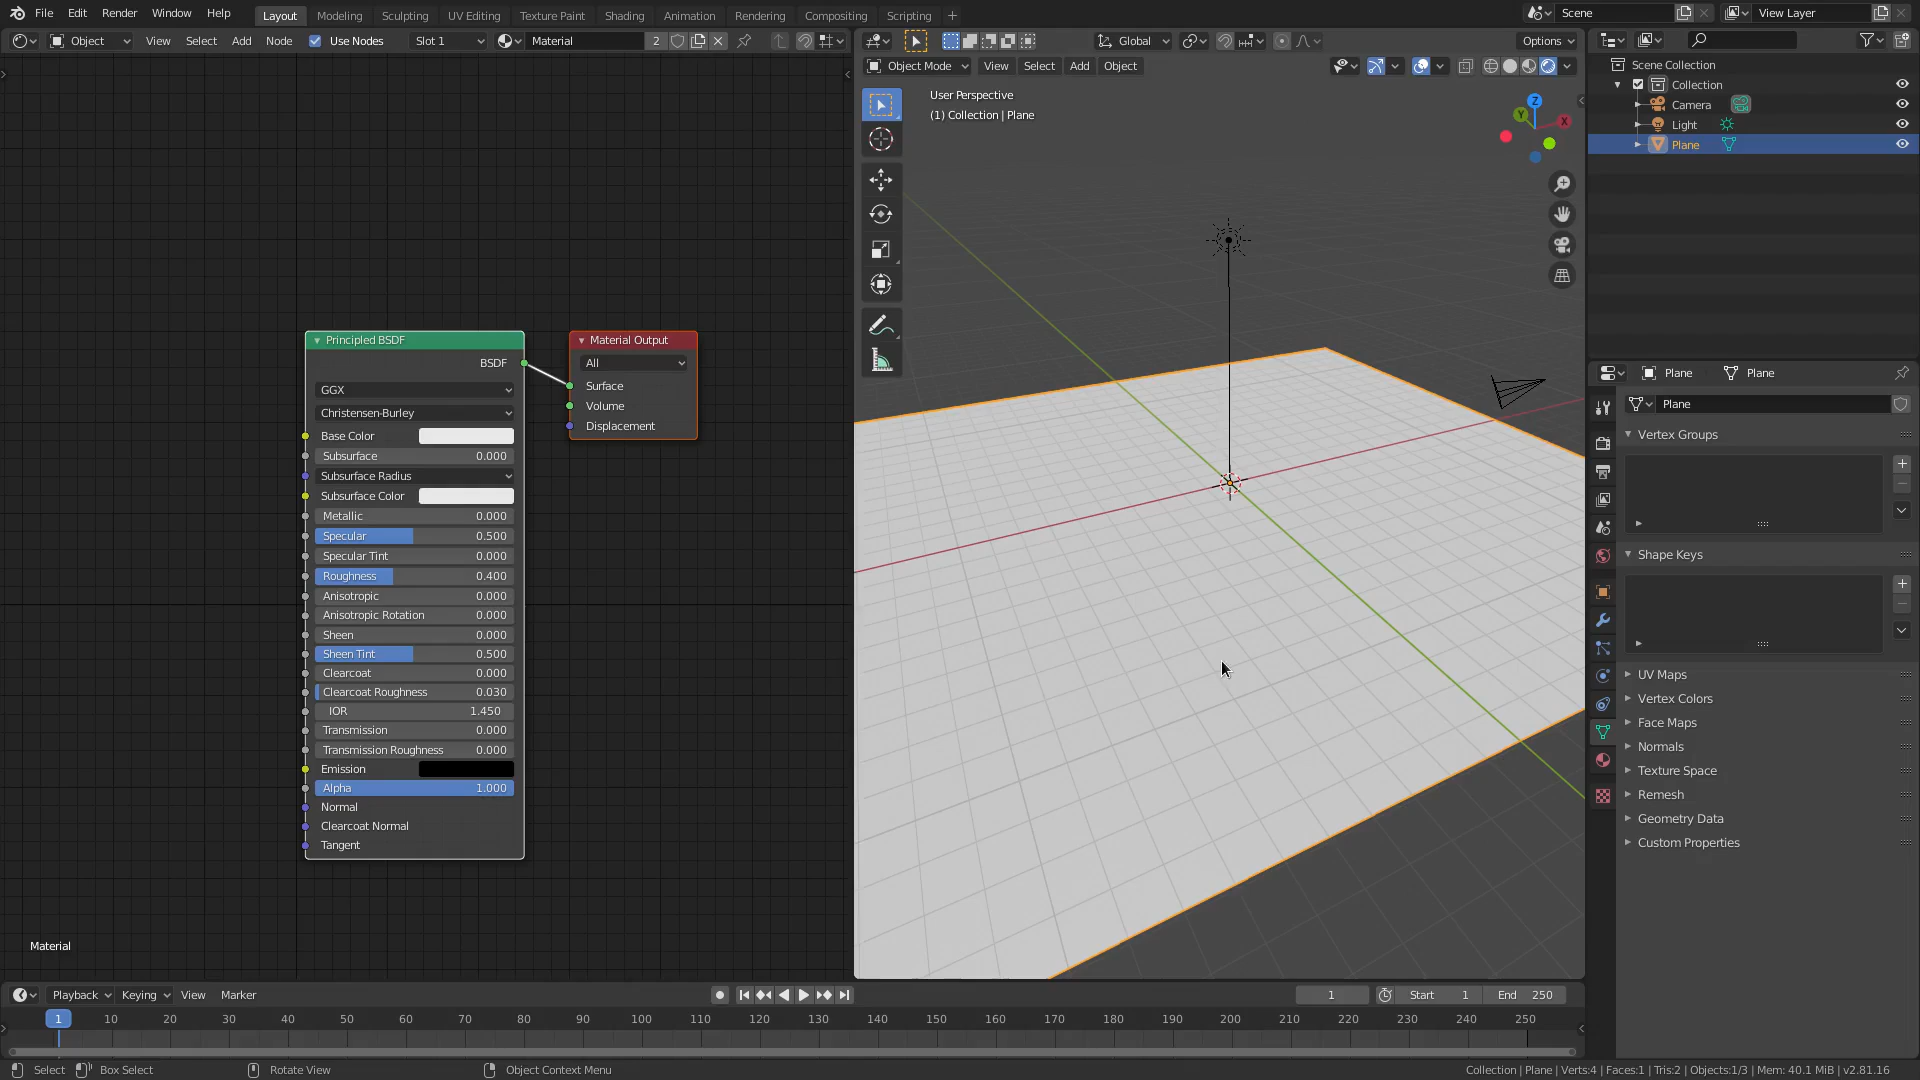 File Edit Render Window Help Layout Modeling Sculpting UV Editing Texture Paint Shading Animation Rendering Compositing Scripting + Scene View Layer
Object View Select Add Node Use Nodes Slot 1 Material 2
Global Options
Object Mode View Select Add Object
User Perspective
(1) Collection | Plane
Z
Y
X
Scene Collection
Collection
Camera
Light
Plane
Principled BSDF
BSDF
GGX
Christensen-Burley
Base Color
Subsurface 0.000
Subsurface Radius
Subsurface Color
Metallic 0.000
Specular 0.500
Specular Tint 0.000
Roughness 0.400
Anisotropic 0.000
Anisotropic Rotation 0.000
Sheen 0.000
Sheen Tint 0.500
Clearcoat 0.000
Clearcoat Roughness 0.030
IOR 1.450
Transmission 0.000
Transmission Roughness 0.000
Emission
Alpha 1.000
Normal
Clearcoat Normal
Tangent
Material Output
All
Surface
Volume
Displacement
Material
Plane Plane
Plane
Vertex Groups
Shape Keys
UV Maps
Vertex Colors
Face Maps
Normals
Texture Space
Remesh
Geometry Data
Custom Properties
Playback Keying View Marker 1 Start 1 End 250
1 10 20 30 40 50 60 70 80 90 100 110 120 130 140 150 160 170 180 190 200 210 220 230 240 250
Select Box Select Rotate View Object Context Menu Collection | Plane | Verts:4 | Faces:1 | Tris:2 | Objects:1/3 | Mem: 40.1 MiB | v2.81.16